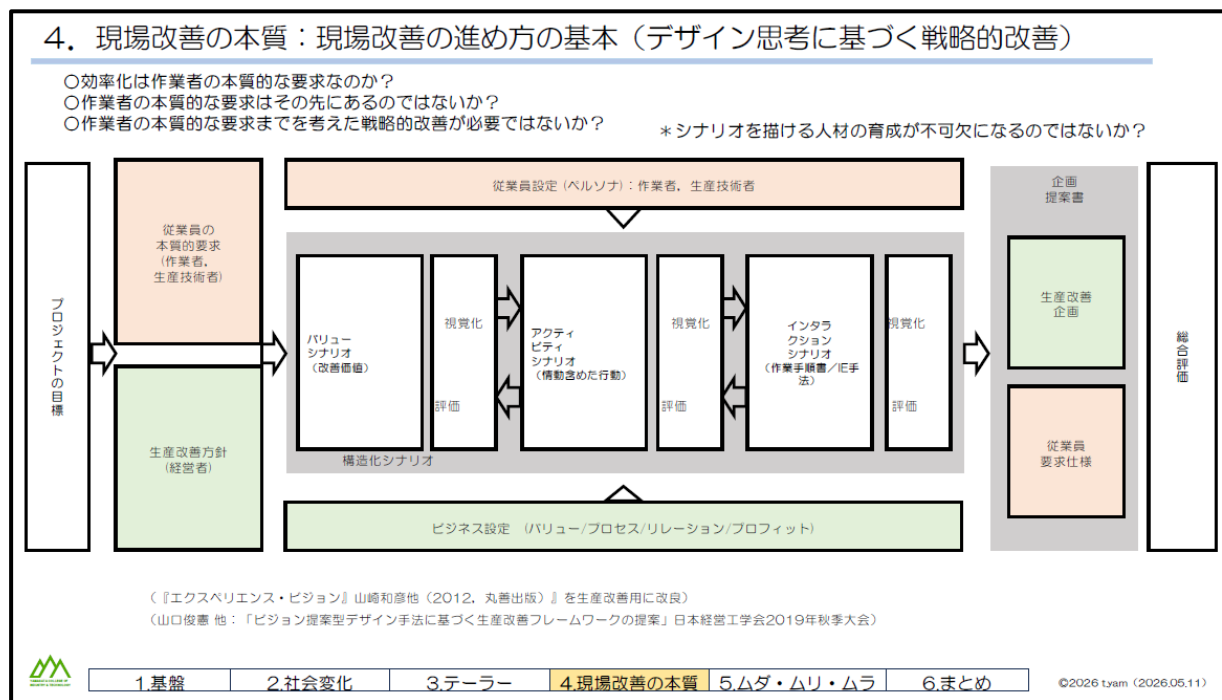 4．現場改善の本質：現場改善の進め方の基本（デザイン思考に基づく戦略的改善）
○効率化は作業者の本質的な要求なのか？
○作業者の本質的な要求はその先にあるのではないか？
○作業者の本質的な要求までを考えた戦略的改善が必要ではないか？
＊シナリオを描ける人材の育成が不可欠になるのではないか？
プロジェクトの目標
従業員の
本質的要求
(作業者，
生産技術者)
生産改善方針
(経営者)
従業員設定 (ペルソナ)：作業者，生産技術者
バリュー
シナリオ
（改善価値）
視覚化
評価
アクティ
ビティ
シナリオ
(情動含めた行動)
視覚化
評価
インタラ
クション
シナリオ
(作業手順書／IE手
法）
視覚化
評価
構造化シナリオ
ビジネス設定　(バリュー/プロセス/リレーション/プロフィット)
企画
提案書
生産改善
企画
従業員
要求仕様
総合評価
（『エクスペリエンス・ビジョン』山崎和彦他（2012，丸善出版）』を生産改善用に改良）
（山口俊憲 他：「ビジョン提案型デザイン手法に基づく生産改善フレームワークの提案」日本経営工学会2019年秋季大会）
1.基盤
2.社会変化
3.テーラー
4.現場改善の本質
5.ムダ・ムリ・ムラ
6.まとめ
©2026 t.yam（2026.05.11）